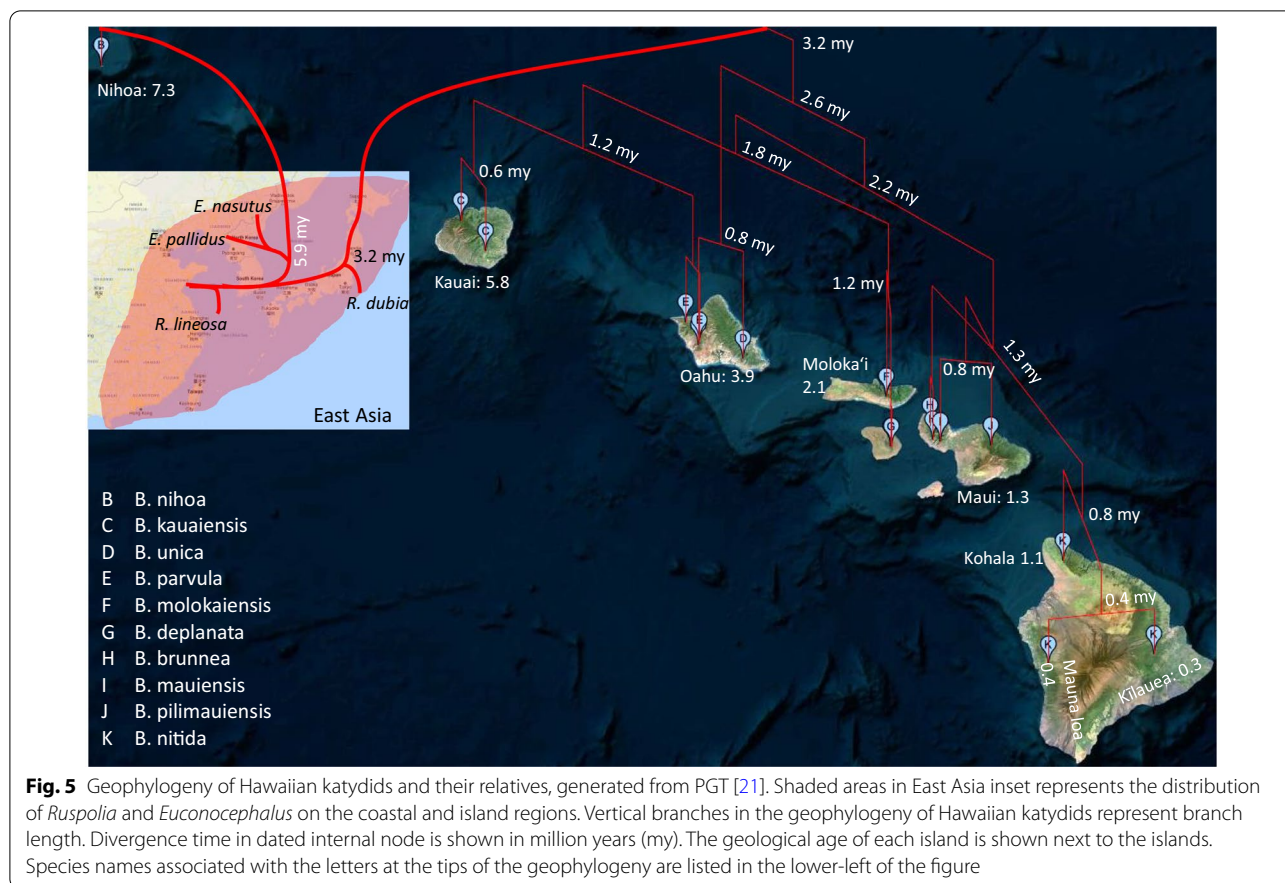 B
Nihoa: 7.3
3.2 my
2.6 my
1.2 my
1.8 my
2.2 my
0.6 my
C
C
Kauai: 5.8
E. nasutus
E. pallidus
5.9 my
3.2 my
R. lineosa
R. dubia
East Asia
0.8 my
E
E
D
Oahu: 3.9
1.2 my
Moloka‘i
2.1
F
G
0.8 my
1.3 my
H
I
J
Maui: 1.3
0.8 my
Kohala 1.1
K
0.4 my
K
K
0.4
Mauna loa
Kīlauea: 0.3
B B. nihoa
C B. kauaiensis
D B. unica
E B. parvula
F B. molokaiensis
G B. deplanata
H B. brunnea
I B. mauiensis
J B. pilimauiensis
K B. nitida
Fig. 5 Geophylogeny of Hawaiian katydids and their relatives, generated from PGT [21]. Shaded areas in East Asia inset represents the distribution
of Ruspolia and Euconocephalus on the coastal and island regions. Vertical branches in the geophylogeny of Hawaiian katydids represent branch
length. Divergence time in dated internal node is shown in million years (my). The geological age of each island is shown next to the islands.
Species names associated with the letters at the tips of the geophylogeny are listed in the lower-left of the figure